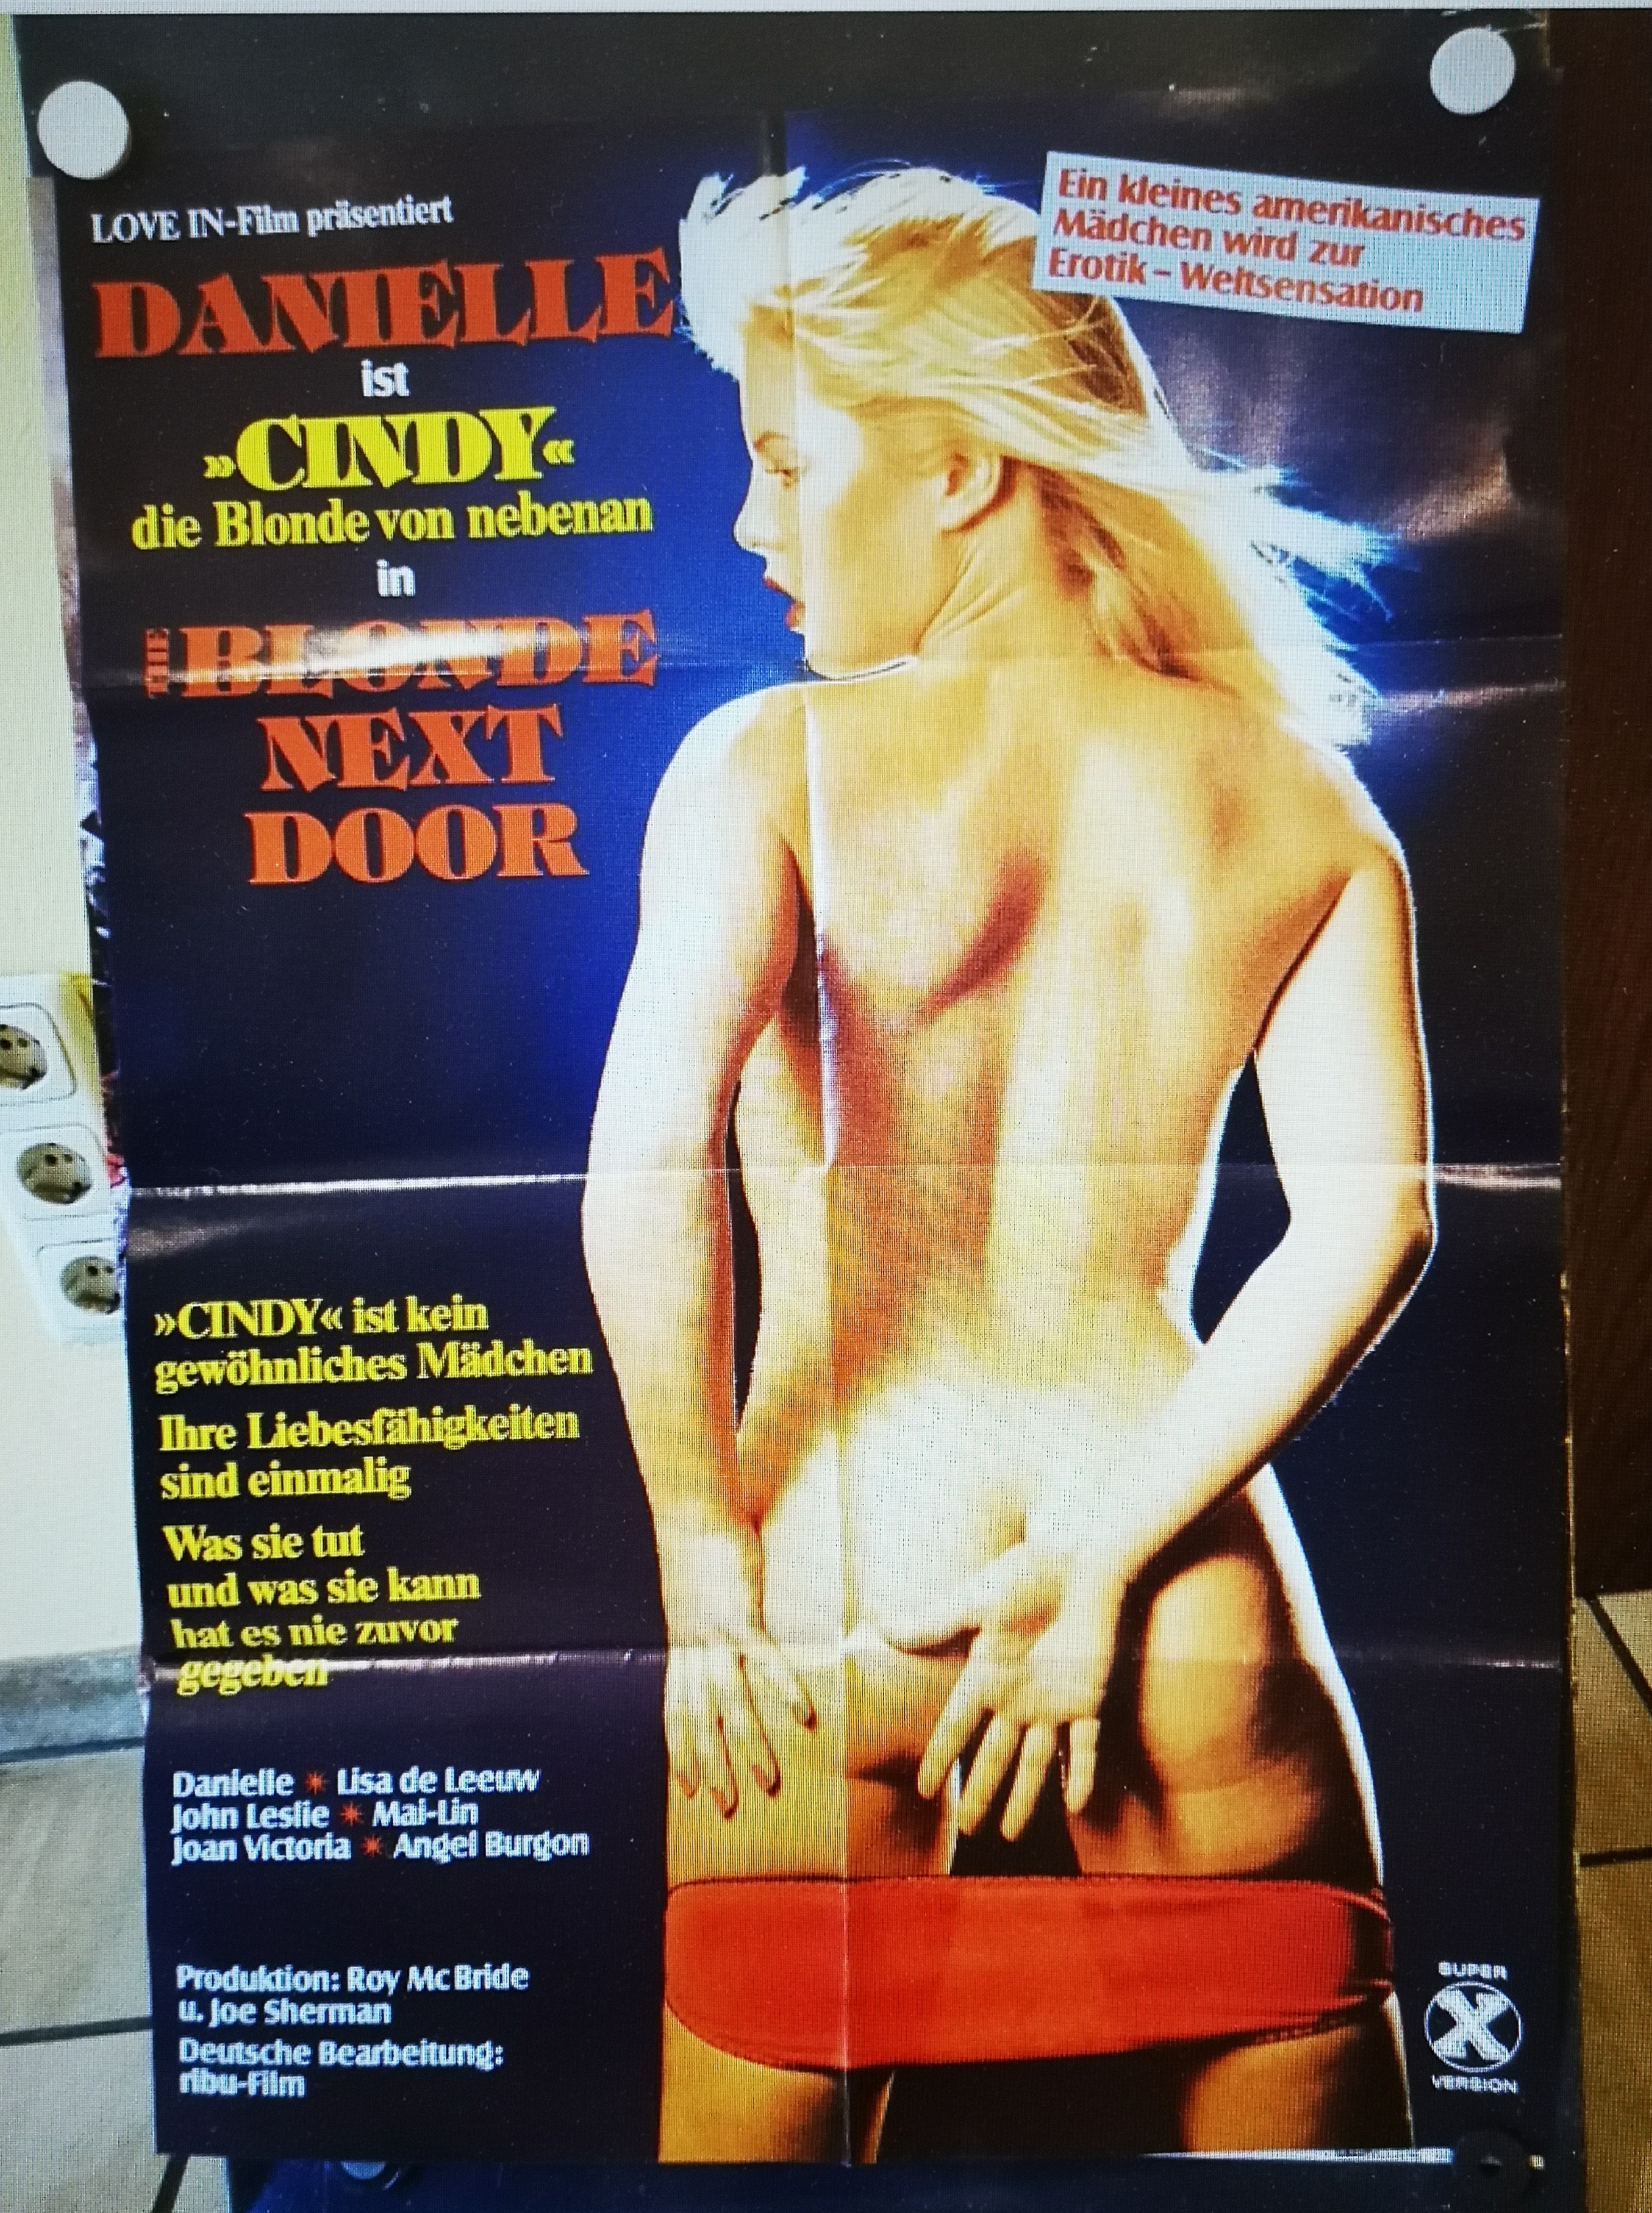 LOVE IN-Film präsentiert
DANIELLE
ist
»CINDY«
die Blonde von nebenan
in
THE BLONDE
NEXT
DOOR
Ein kleines amerikanisches
Mädchen wird zur
Erotik – Weltsensation
»CINDY« ist kein
gewöhnliches Mädchen
Ihre Liebesfähigkeiten
sind einmalig
Was sie tut
und was sie kann
hat es nie zuvor
gegeben
Danielle ✶ Lisa de Leeuw
John Leslie ✶ Mai-Lin
Joan Victoria ✶ Angel Burgon
Produktion: Roy Mc Bride
u. Joe Sherman
Deutsche Bearbeitung:
ribu-Film
SUPER
X
VERSION